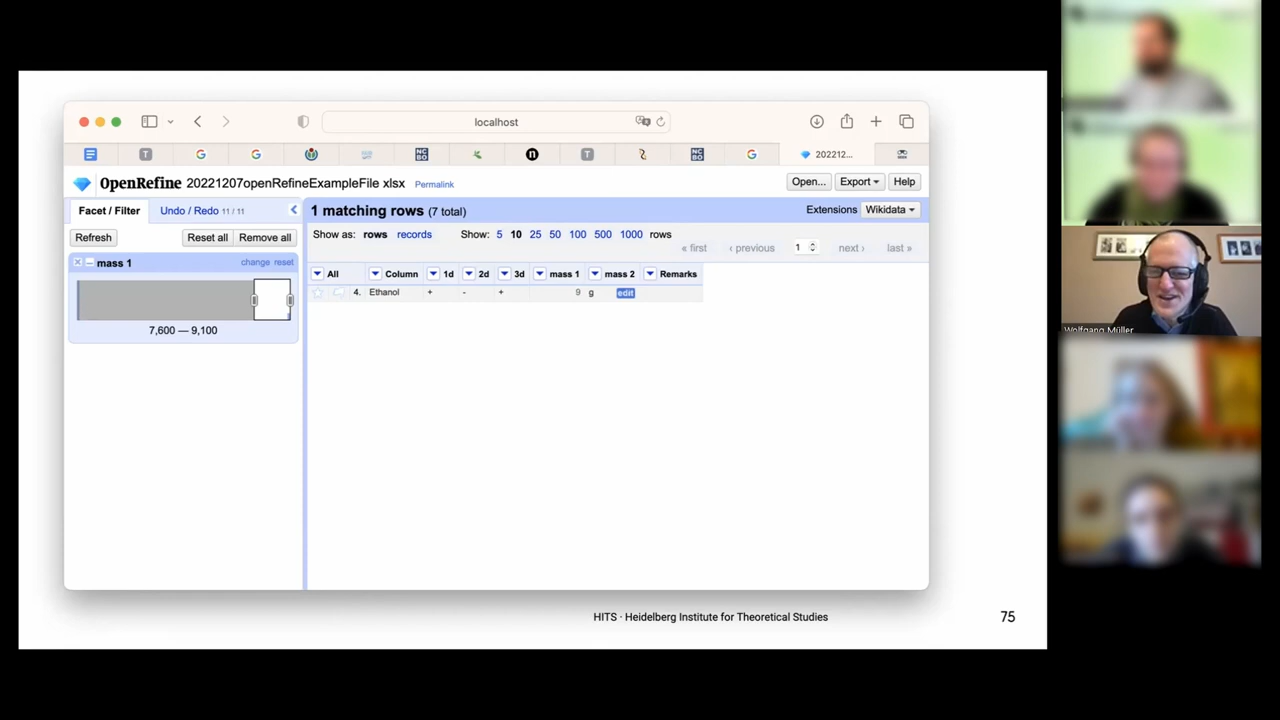 localhost
202212...
OpenRefine 20221207openRefineExampleFile xlsx Permalink
Open... Export Help
Facet / Filter Undo / Redo 11 / 11
1 matching rows (7 total)
Extensions Wikidata
Refresh Reset all Remove all
Show as: rows records Show: 5 10 25 50 100 500 1000 rows
« first ‹ previous 1 next › last »
mass 1 change reset
7,600 — 9,100
All Column 1d 2d 3d mass 1 mass 2 Remarks
4. Ethanol + - + 9 g edit
HITS · Heidelberg Institute for Theoretical Studies
75
Wolfgang Müller